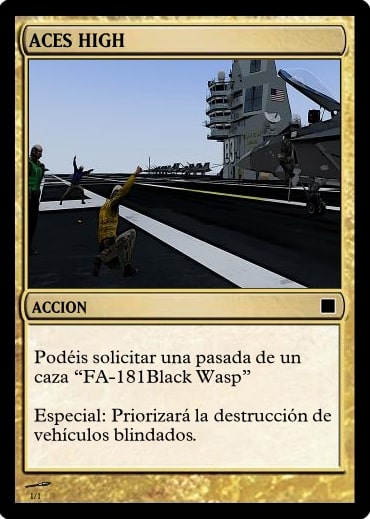 ACES HIGH
ACCION
Podéis solicitar una pasada de un
caza “FA-181Black Wasp”
Especial: Priorizará la destrucción de
vehículos blindados.
1/1